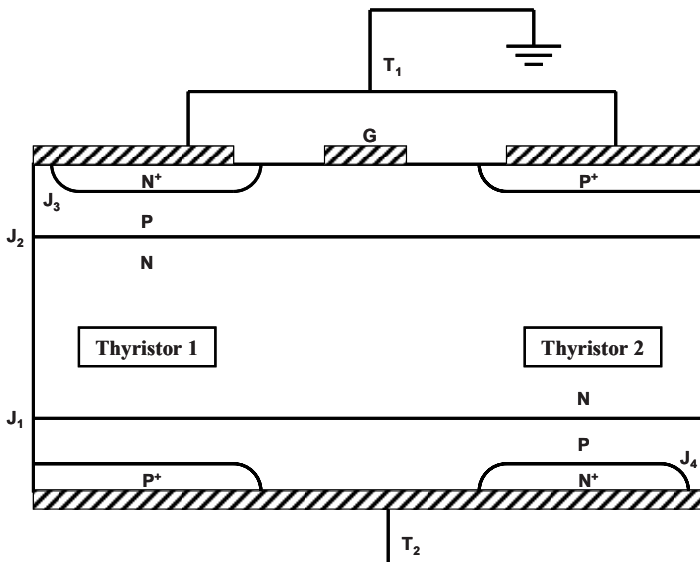 T₁
G
N⁺
P⁺
J₃
P
J₂
N
Thyristor 1
Thyristor 2
N
J₁
P
J₄
P⁺
N⁺
T₂